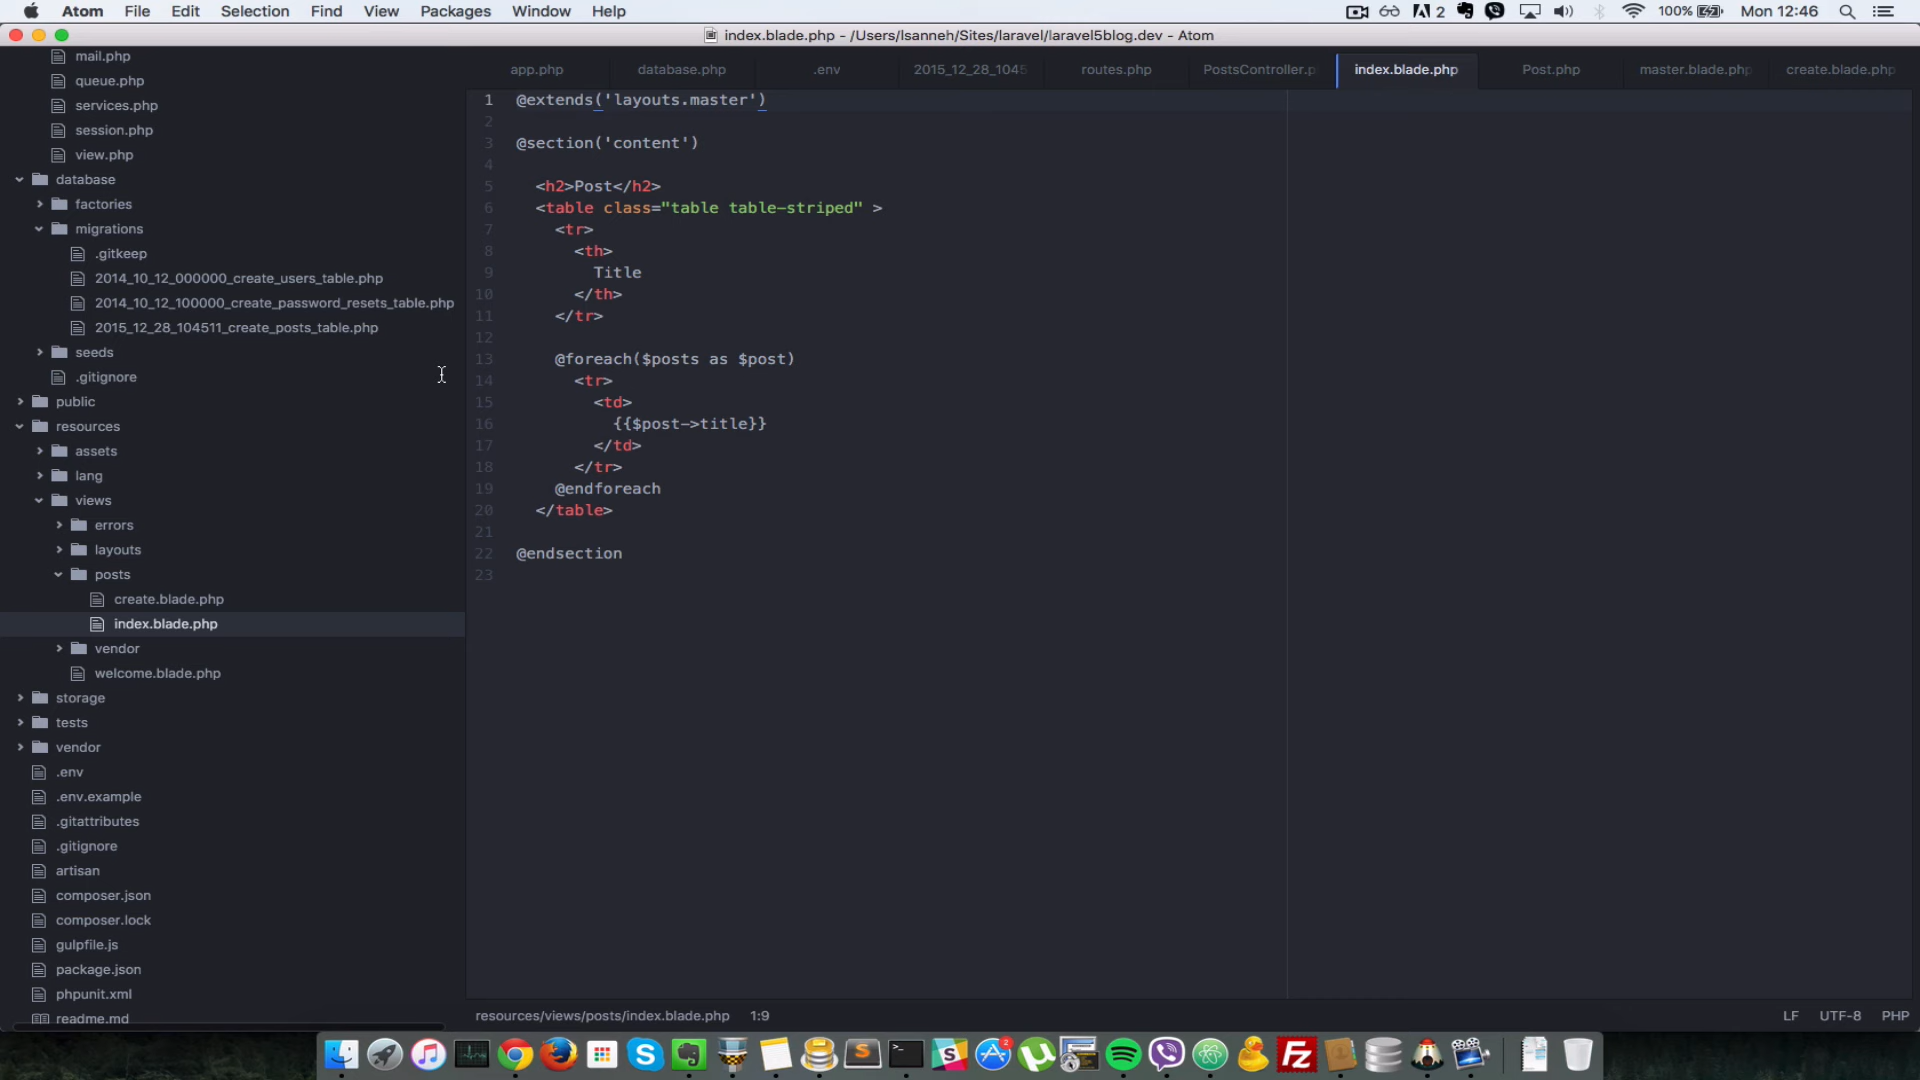 Atom File Edit Selection Find View Packages Window Help 2 100% Mon 12:46
index.blade.php - /Users/lsanneh/Sites/laravel/laravel5blog.dev - Atom
app.php database.php .env 2015_12_28_1045 routes.php PostsController.p index.blade.php Post.php master.blade.php create.blade.php
mail.php
queue.php
services.php
session.php
view.php
database
factories
migrations
.gitkeep
2014_10_12_000000_create_users_table.php
2014_10_12_100000_create_password_resets_table.php
2015_12_28_104511_create_posts_table.php
seeds
.gitignore
public
resources
assets
lang
views
errors
layouts
posts
create.blade.php
index.blade.php
vendor
welcome.blade.php
storage
tests
vendor
.env
.env.example
.gitattributes
.gitignore
artisan
composer.json
composer.lock
gulpfile.js
package.json
phpunit.xml
readme.md
1 @extends('layouts.master')
2
3 @section('content')
4
5 <h2>Post</h2>
6 <table class="table table-striped" >
7 <tr>
8 <th>
9 Title
10 </th>
11 </tr>
12
13 @foreach($posts as $post)
14 <tr>
15 <td>
16 {{$post->title}}
17 </td>
18 </tr>
19 @endforeach
20 </table>
21
22 @endsection
23
resources/views/posts/index.blade.php 1:9 LF UTF-8 PHP